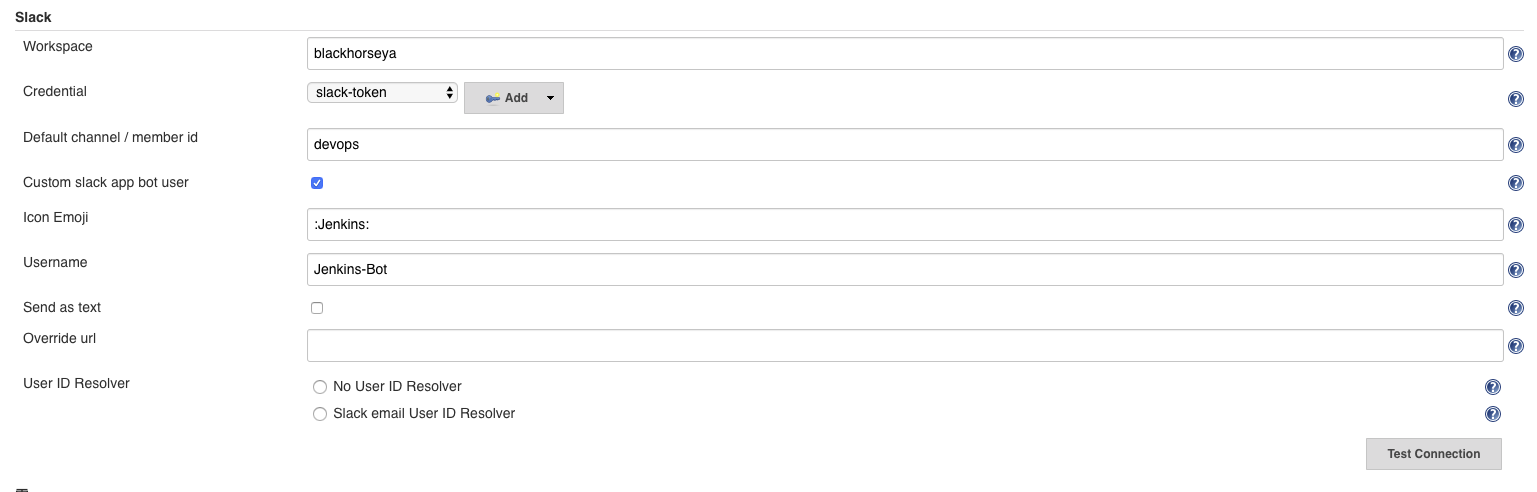 Slack
Workspace
blackhorseya
Credential
slack-token
Add
Default channel / member id
devops
Custom slack app bot user
Icon Emoji
:Jenkins:
Username
Jenkins-Bot
Send as text
Override url
User ID Resolver
No User ID Resolver
Slack email User ID Resolver
Test Connection